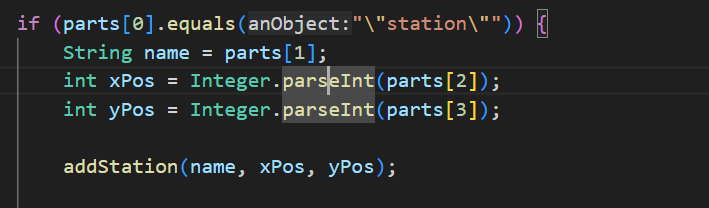 if (parts[0].equals(anObject:"\"station\"")) {
String name = parts[1];
int xPos = Integer.parseInt(parts[2]);
int yPos = Integer.parseInt(parts[3]);
addStation(name, xPos, yPos);